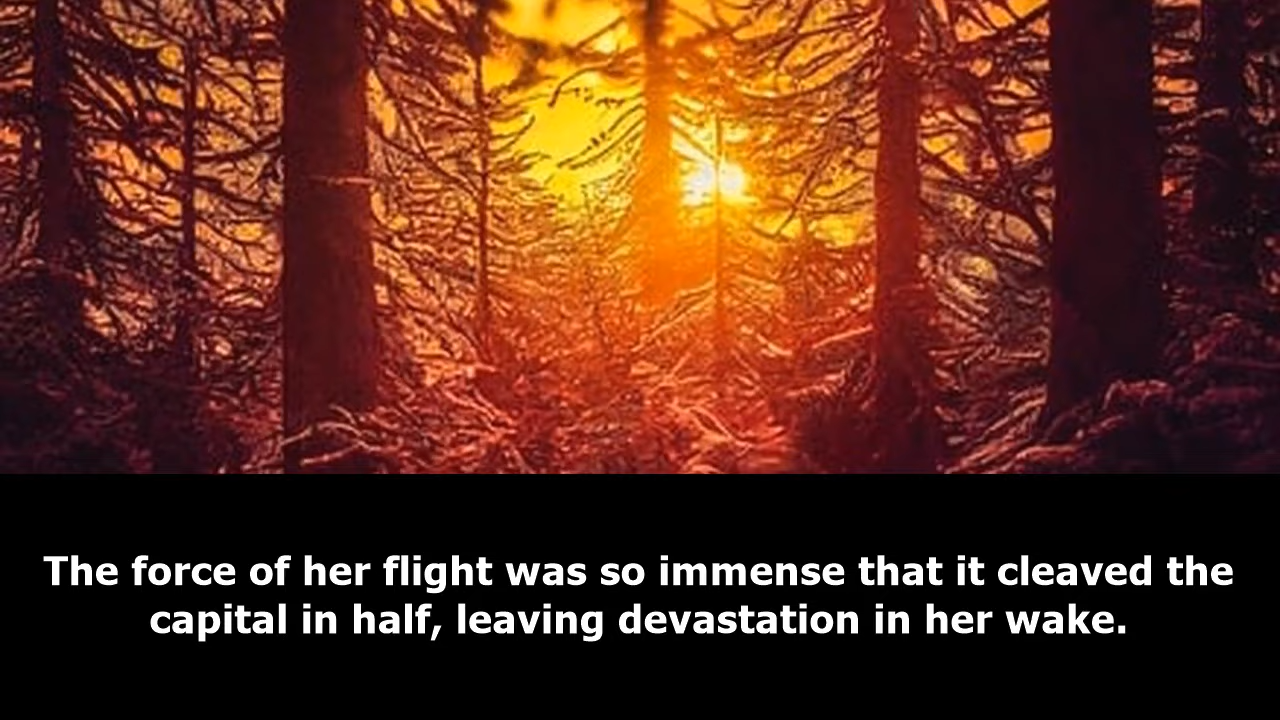 The force of her flight was so immense that it cleaved the
capital in half, leaving devastation in her wake.